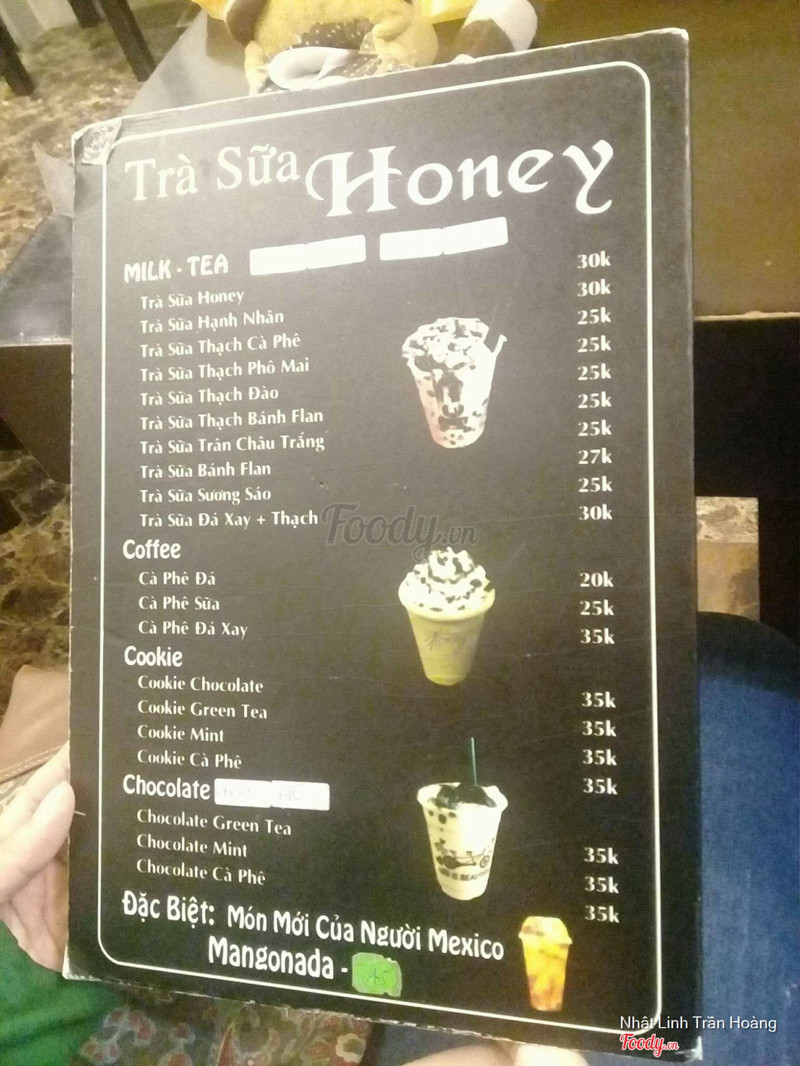 Trà Sữa Honey
MILK - TEA
Trà Sữa Honey 30k
Trà Sữa Hạnh Nhân 30k
Trà Sữa Thạch Cà Phê 25k
Trà Sữa Thạch Phô Mai 25k
Trà Sữa Thạch Đào 25k
Trà Sữa Thạch Bánh Flan 25k
Trà Sữa Trân Châu Trắng 25k
Trà Sữa Bánh Flan 27k
Trà Sữa Sương Sáo 25k
Trà Sữa Đá Xay + Thạch 30k
Foody.vn
Coffee
Cà Phê Đá 20k
Cà Phê Sữa 25k
Cà Phê Đá Xay 35k
Cookie
Cookie Chocolate 35k
Cookie Green Tea 35k
Cookie Mint 35k
Cookie Cà Phê 35k
Chocolate
Chocolate Green Tea 35k
Chocolate Mint 35k
Chocolate Cà Phê 35k
Đặc Biệt: Món Mới Của Người Mexico
Mangonada - 45
Nhật Linh Trần Hoàng
Foody.vn